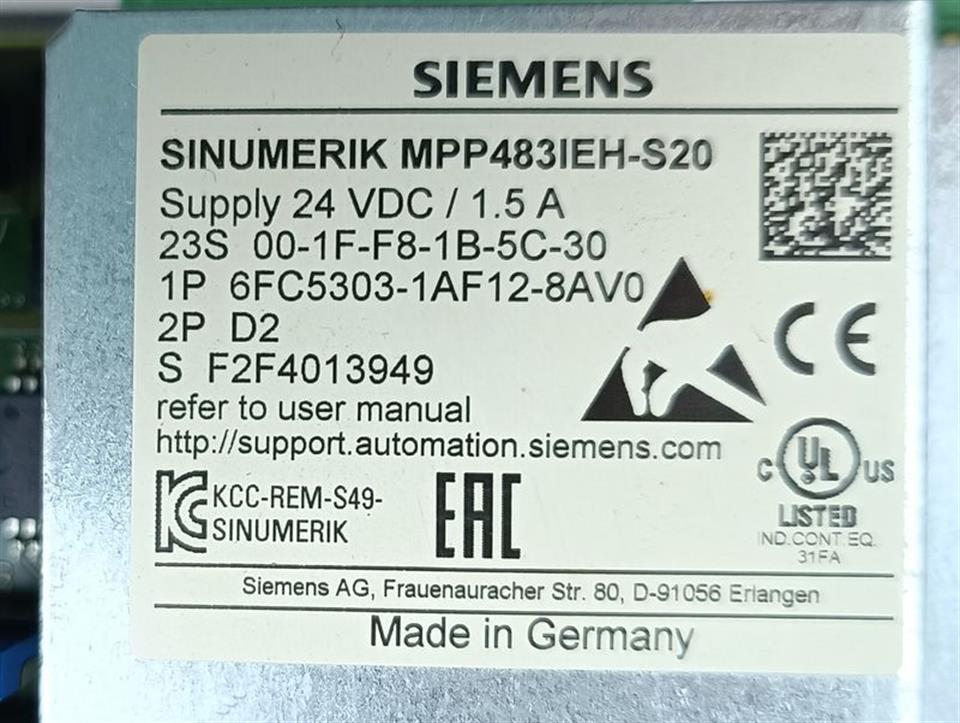 SIEMENS
SINUMERIK MPP483IEH-S20
Supply 24 VDC / 1.5 A
23S 00-1F-F8-1B-5C-30
1P 6FC5303-1AF12-8AV0
2P D2
S F2F4013949
refer to user manual
http://support.automation.siemens.com
CE
C UL US
LISTED
IND.CONT.EQ.
31FA
KCC-REM-S49-
SINUMERIK
EAC
Siemens AG, Frauenauracher Str. 80, D-91056 Erlangen
Made in Germany